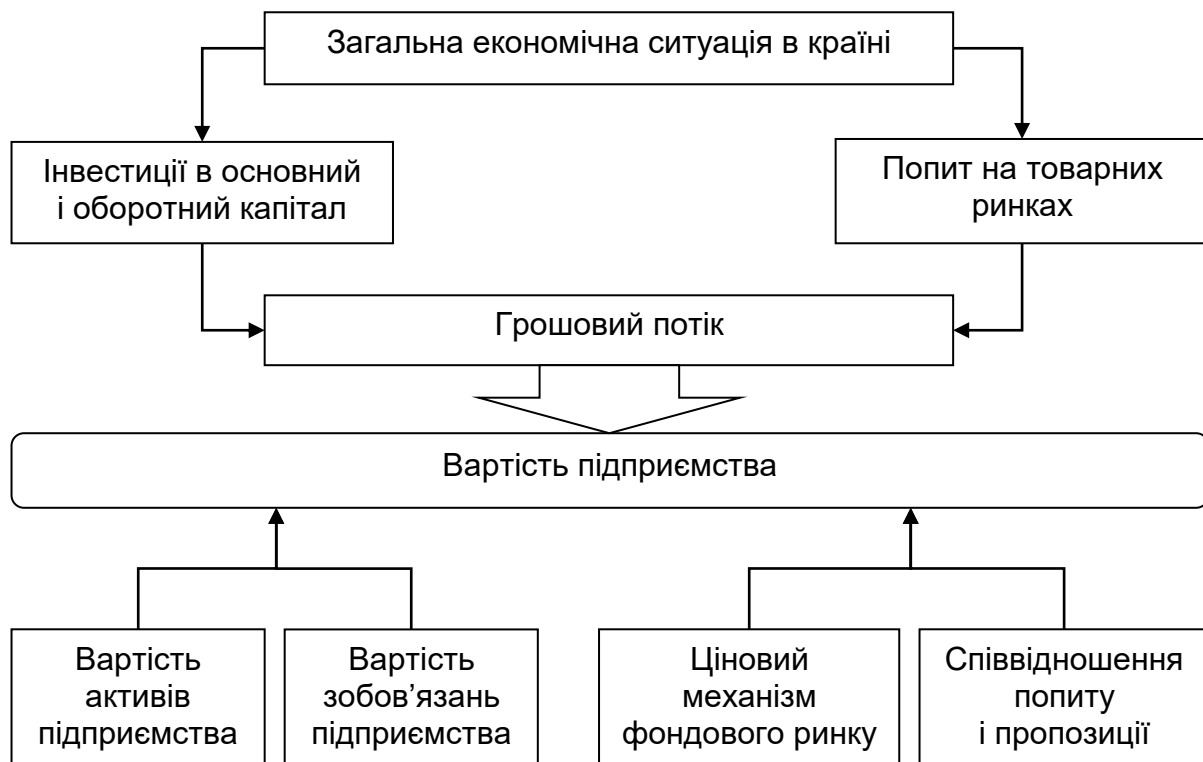 Загальна економічна ситуація в країні
Інвестиції в основний
і оборотний капітал
Попит на товарних
ринках
Грошовий потік
Вартість підприємства
Вартість
активів
підприємства
Вартість
зобов’язань
підприємства
Ціновий
механізм
фондового ринку
Співвідношення
попиту
і пропозиції